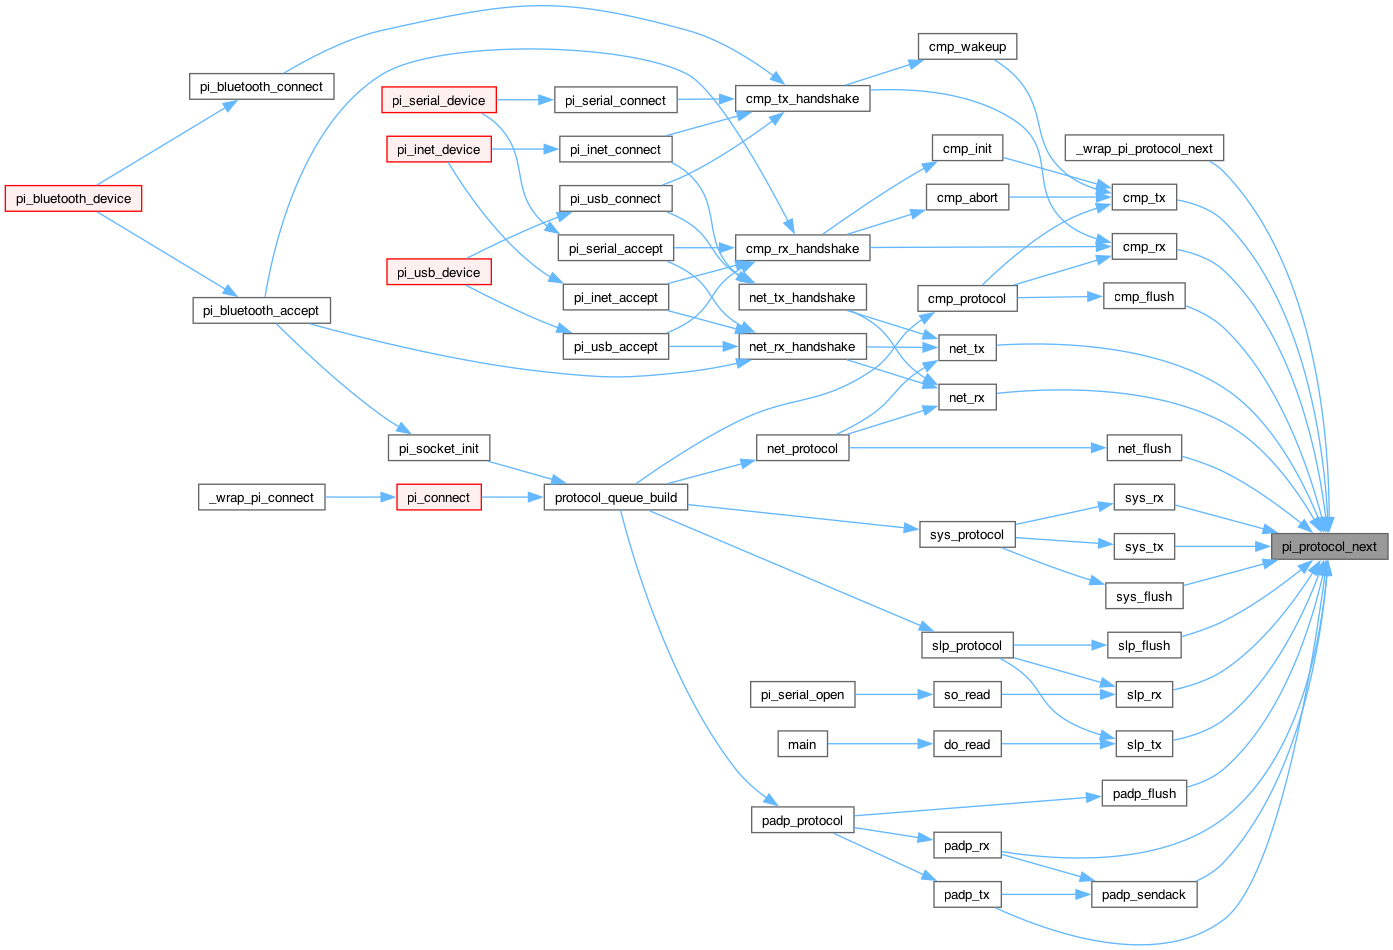 cmp_wakeup
pi_bluetooth_connect
pi_serial_device
pi_serial_connect
cmp_tx_handshake
pi_inet_device
pi_inet_connect
cmp_init
_wrap_pi_protocol_next
pi_bluetooth_device
pi_usb_connect
cmp_abort
cmp_tx
pi_serial_accept
cmp_rx_handshake
cmp_rx
pi_usb_device
pi_bluetooth_accept
pi_inet_accept
net_tx_handshake
cmp_protocol
cmp_flush
pi_usb_accept
net_rx_handshake
net_tx
net_rx
pi_socket_init
net_protocol
net_flush
_wrap_pi_connect
pi_connect
protocol_queue_build
sys_rx
sys_protocol
sys_tx
pi_protocol_next
sys_flush
slp_protocol
slp_flush
pi_serial_open
so_read
slp_rx
main
do_read
slp_tx
padp_flush
padp_protocol
padp_rx
padp_tx
padp_sendack